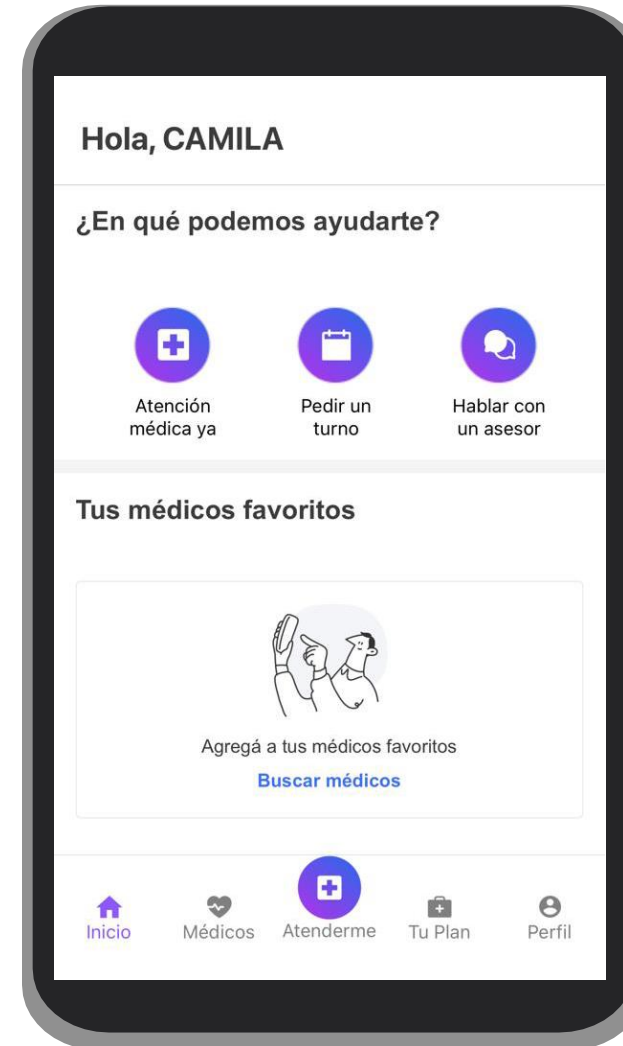 Hola, CAMILA
¿En qué podemos ayudarte?
Atención
médica ya
Pedir un
turno
Hablar con
un asesor
Tus médicos favoritos
Agregá a tus médicos favoritos
Buscar médicos
Inicio
Médicos
Atenderme
Tu Plan
Perfil